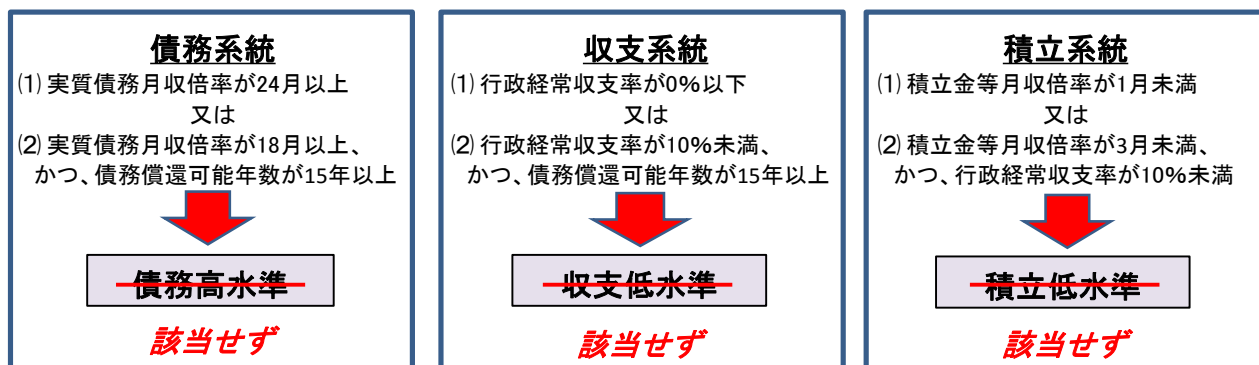 債務系統
⑴ 実質債務月収倍率が24月以上
又は
⑵ 実質債務月収倍率が18月以上、
かつ、債務償還可能年数が15年以上
債務高水準
該当せず
収支系統
⑴ 行政経常収支率が0%以下
又は
⑵ 行政経常収支率が10%未満、
かつ、債務償還可能年数が15年以上
収支低水準
該当せず
積立系統
⑴ 積立金等月収倍率が1月未満
又は
⑵ 積立金等月収倍率が3月未満、
かつ、行政経常収支率が10%未満
積立低水準
該当せず